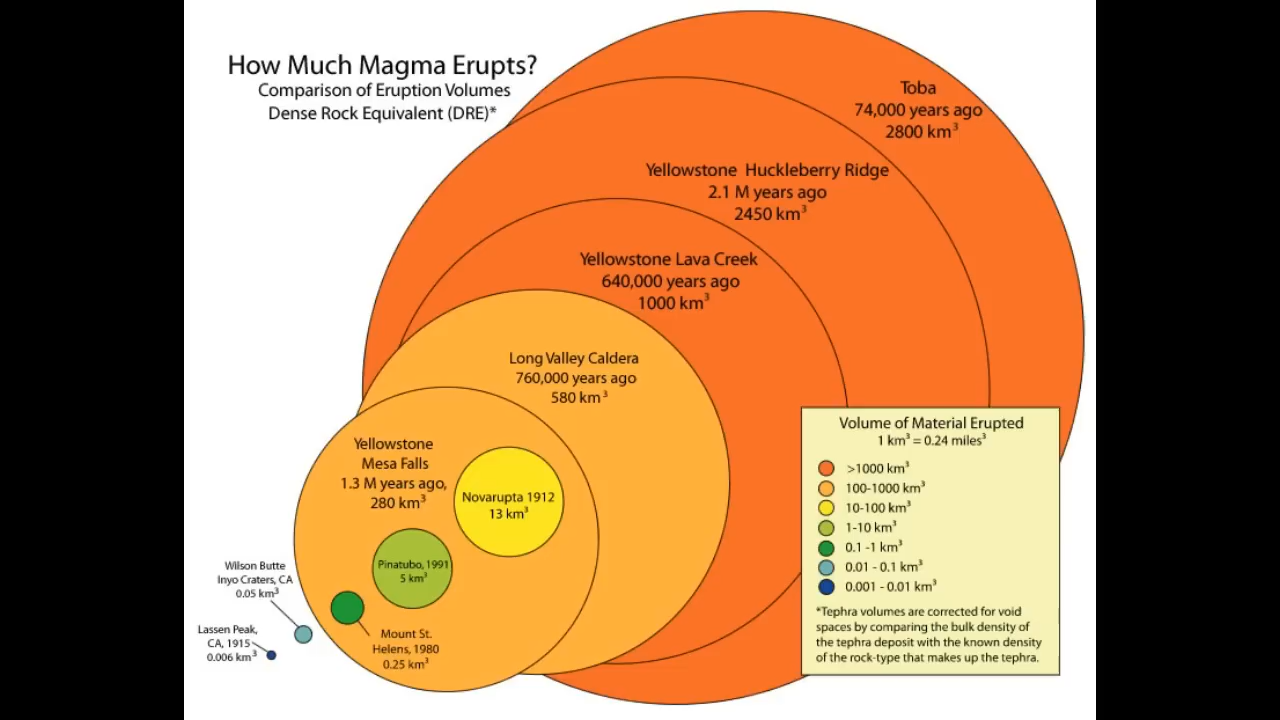 How Much Magma Erupts?
Comparison of Eruption Volumes
Dense Rock Equivalent (DRE)*
Toba
74,000 years ago
2800 km³
Yellowstone Huckleberry Ridge
2.1 M years ago
2450 km³
Yellowstone Lava Creek
640,000 years ago
1000 km³
Long Valley Caldera
760,000 years ago
580 km³
Yellowstone
Mesa Falls
1.3 M years ago,
280 km³
Novarupta 1912
13 km³
Pinatubo, 1991
5 km³
Wilson Butte
Inyo Craters, CA
0.05 km³
Lassen Peak,
CA, 1915
0.006 km³
Mount St.
Helens, 1980
0.25 km³
Volume of Material Erupted
1 km³ = 0.24 miles³
>1000 km³
100-1000 km³
10-100 km³
1-10 km³
0.1 -1 km³
0.01 - 0.1 km³
0.001 - 0.01 km³
*Tephra volumes are corrected for void
spaces by comparing the bulk density of
the tephra deposit with the known density
of the rock-type that makes up the tephra.